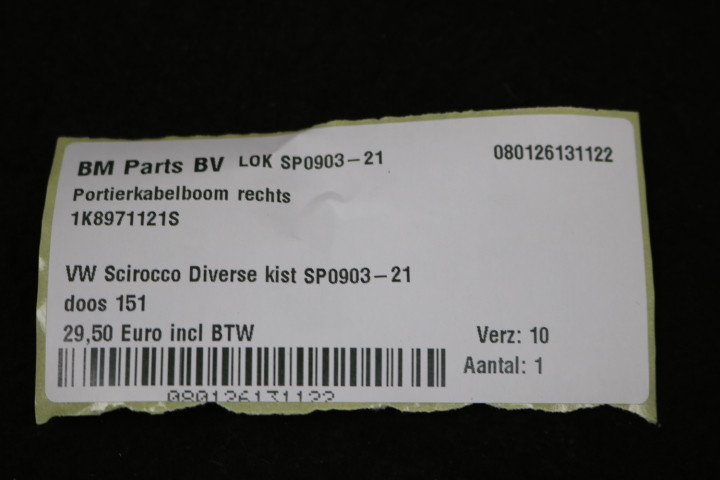 BM Parts BV LOK SP0903-21 080126131122
Portierkabelboom rechts
1K8971121S
VW Scirocco Diverse kist SP0903-21
doos 151
29,50 Euro incl BTW Verz: 10
Aantal: 1
080126131122